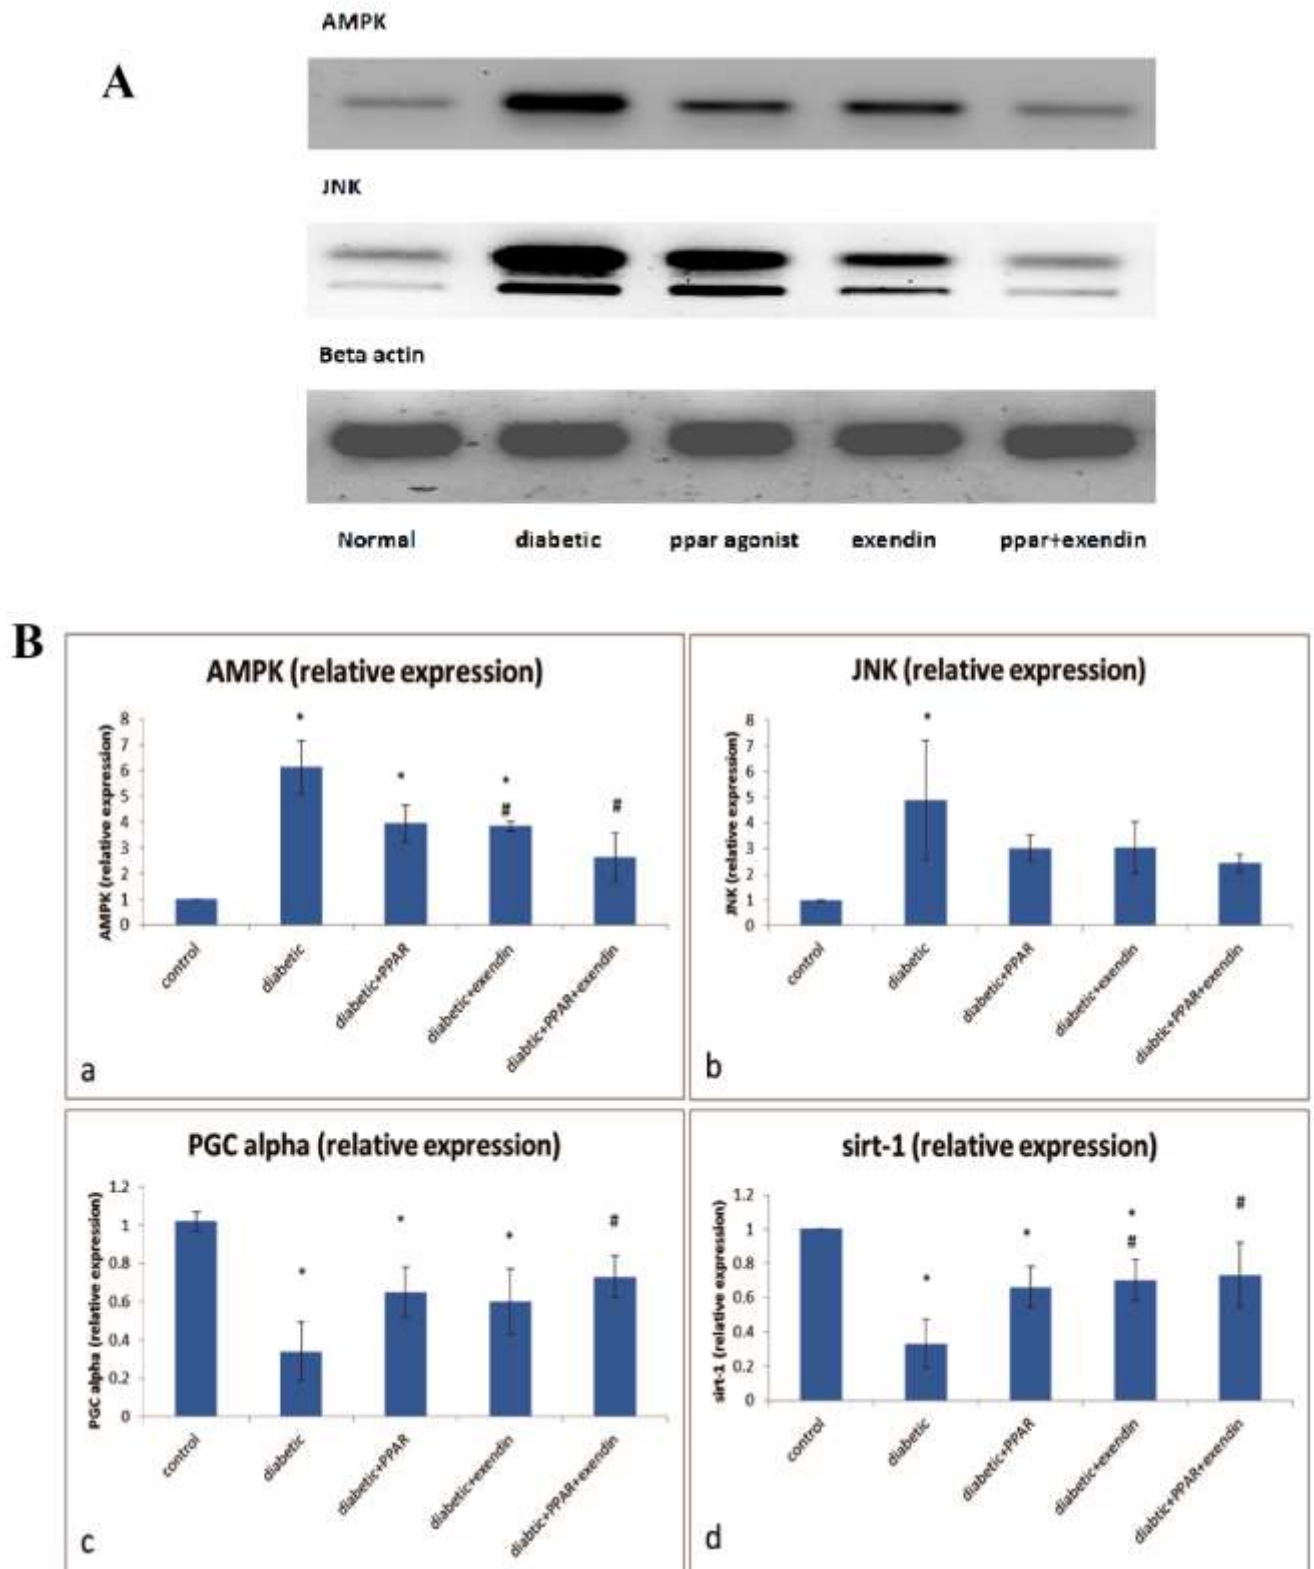 AMPK
A
JNK
Beta actin
Normal diabetic ppar agonist exendin ppar+exendin
B
AMPK (relative expression)
AMPK (relative expression)
8
7
6
5
4
3
2
1
0
*
*
*
#
#
control
diabetic
diabetic+PPAR
diabetic+exendin
diabtic+PPAR+exendin
a
JNK (relative expression)
JNK (relative expression)
8
7
6
5
4
3
2
1
0
*
control
diabetic
diabetic+PPAR
diabetic+exendin
diabtic+PPAR+exendin
b
PGC alpha (relative expression)
PGC alpha (relative expression)
1.2
1
0.8
0.6
0.4
0.2
0
*
*
*
#
control
diabetic
diabetic+PPAR
diabetic+exendin
diabtic+PPAR+exendin
c
sirt-1 (relative expression)
sirt-1 (relative expression)
1.2
1
0.8
0.6
0.4
0.2
0
*
*
*
#
#
control
diabetic
diabetic+PPAR
diabetic+exendin
diabtic+PPAR+exendin
d